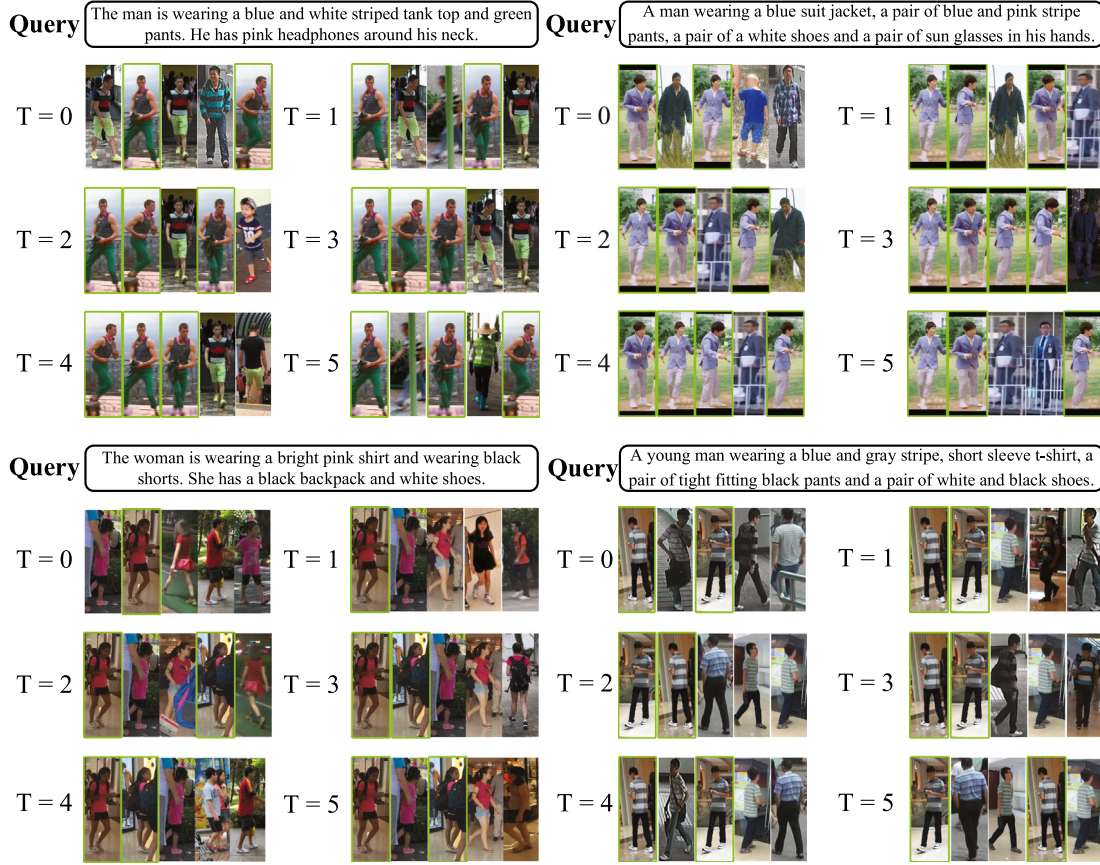 Query
The man is wearing a blue and white striped tank top and green
pants. He has pink headphones around his neck.
T = 0
T = 1
T = 2
T = 3
T = 4
T = 5
Query
A man wearing a blue suit jacket, a pair of blue and pink stripe
pants, a pair of a white shoes and a pair of sun glasses in his hands.
T = 0
T = 1
T = 2
T = 3
T = 4
T = 5
Query
The woman is wearing a bright pink shirt and wearing black
shorts. She has a black backpack and white shoes.
T = 0
T = 1
T = 2
T = 3
T = 4
T = 5
Query
A young man wearing a blue and gray stripe, short sleeve t-shirt, a
pair of tight fitting black pants and a pair of white and black shoes.
T = 0
T = 1
T = 2
T = 3
T = 4
T = 5